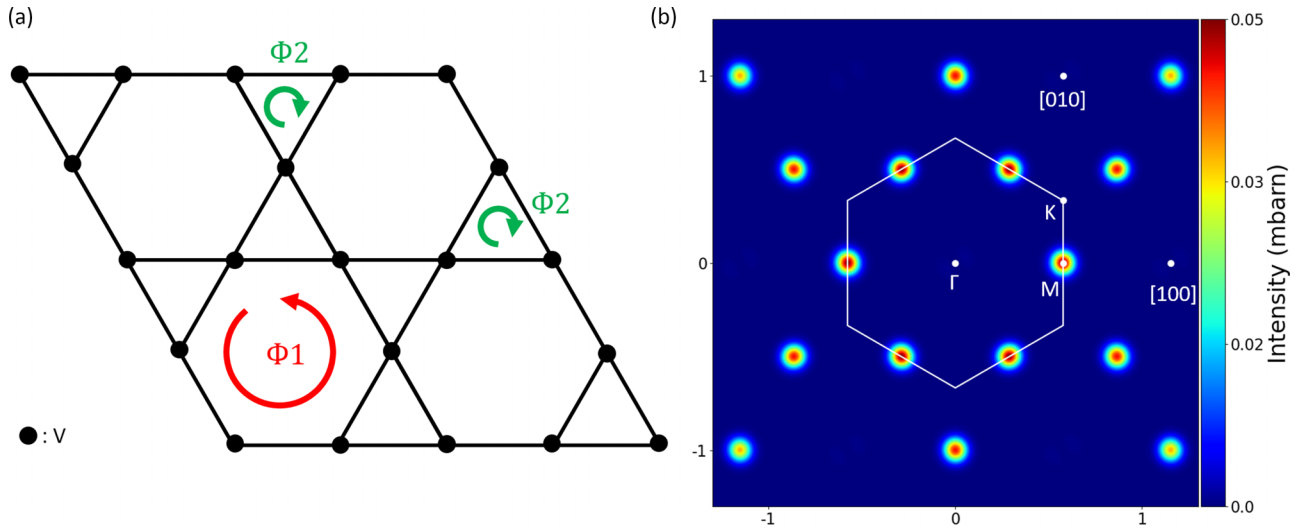 (a)
Φ2
Φ2
Φ1
: V
(b)
1
0
-1
-1
0
1
[010]
K
Γ
M
[100]
0.05
0.03
0.02
0.0
Intensity (mbarn)